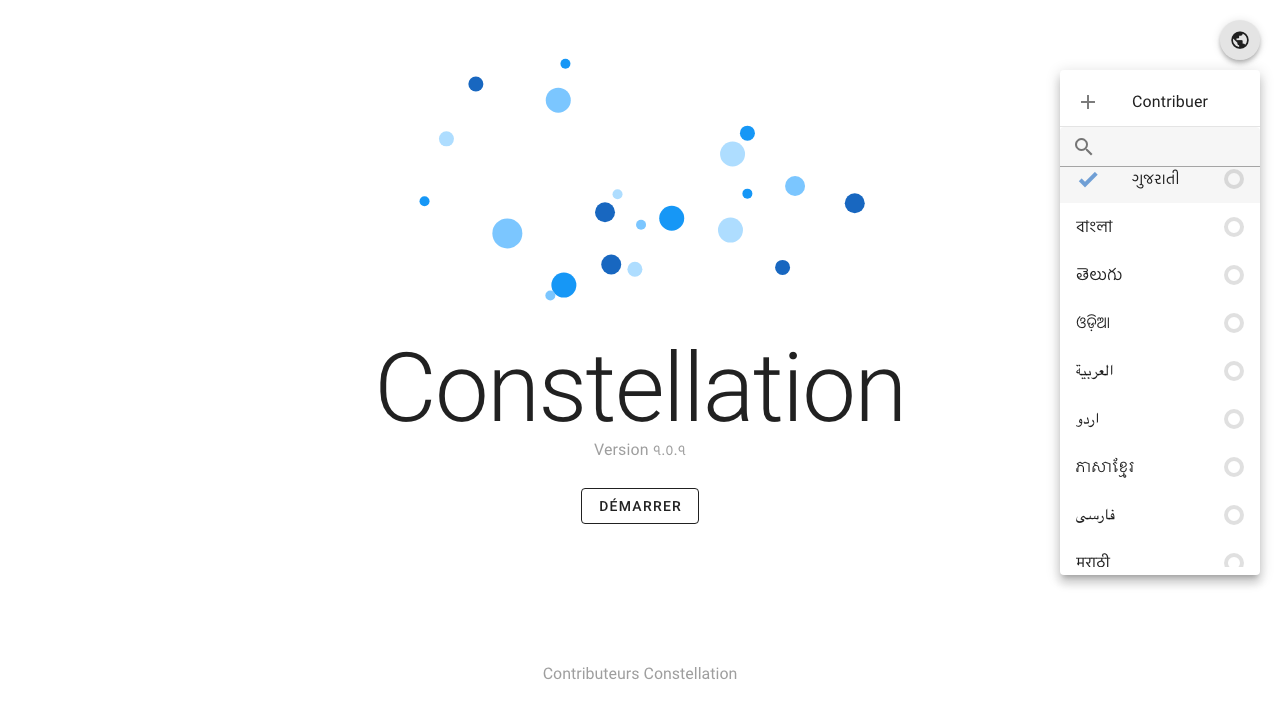 Contribuer
ગુજરાતી
বাংলা
తెలుగు
ଓଡ଼ିଆ
العربية
اردو
ភាសាខ្មែរ
فارسی
मराठी
Constellation
Version ૧.૦.૧
DÉMARRER
Contributeurs Constellation